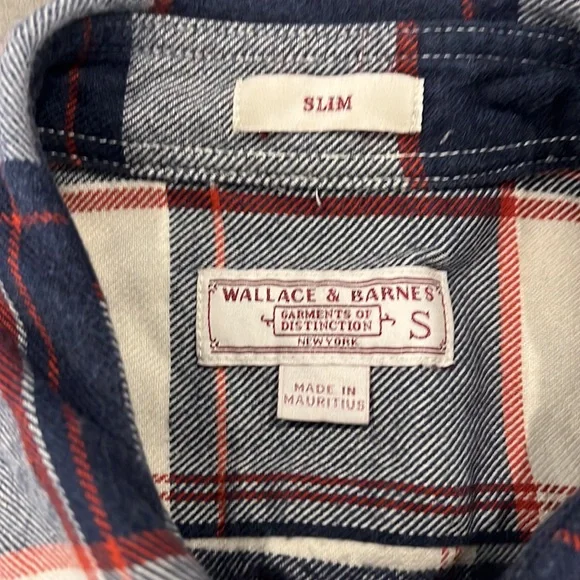 SLIM
WALLACE & BARNES
GARMENTS OF
DISTINCTION
NEW YORK
S
MADE IN
MAURITIUS